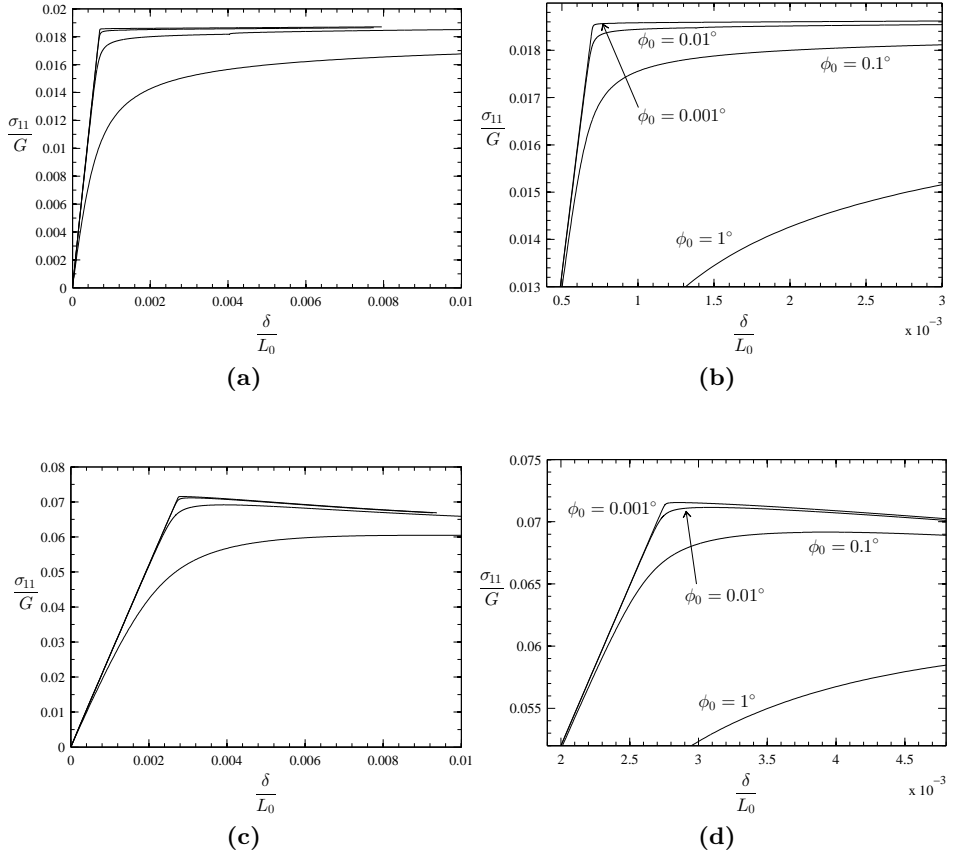 0.02
0.018
0.016
0.014
0.012
0.01
0.008
0.006
0.004
0.002
0
σ₁₁/G
0 0.002 0.004 0.006 0.008 0.01
δ/L₀
(a)
0.018
0.017
0.016
0.015
0.014
0.013
σ₁₁/G
ϕ₀ = 0.01°
ϕ₀ = 0.1°
ϕ₀ = 0.001°
ϕ₀ = 1°
0.5 1 1.5 2 2.5 3
x 10⁻³
δ/L₀
(b)
0.08
0.07
0.06
0.05
0.04
0.03
0.02
0.01
0
σ₁₁/G
0 0.002 0.004 0.006 0.008 0.01
δ/L₀
(c)
0.075
0.07
0.065
0.06
0.055
σ₁₁/G
ϕ₀ = 0.001°
ϕ₀ = 0.1°
ϕ₀ = 0.01°
ϕ₀ = 1°
2 2.5 3 3.5 4 4.5
x 10⁻³
δ/L₀
(d)